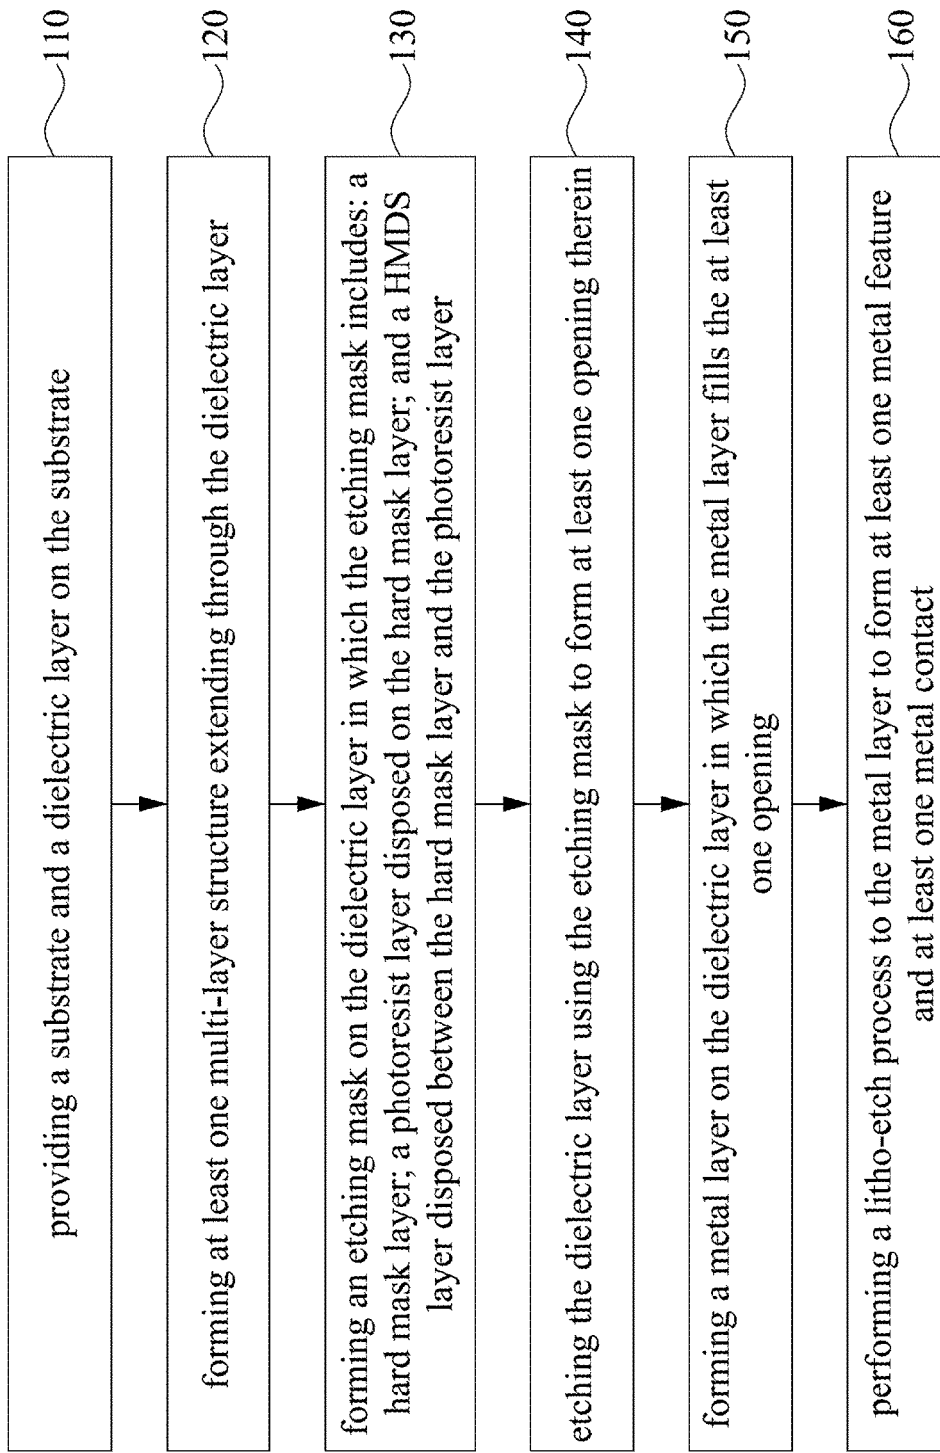 providing a substrate and a dielectric layer on the substrate
110
forming at least one multi-layer structure extending through the dielectric layer
120
forming an etching mask on the dielectric layer in which the etching mask includes: a
hard mask layer; a photoresist layer disposed on the hard mask layer; and a HMDS
layer disposed between the hard mask layer and the photoresist layer
130
etching the dielectric layer using the etching mask to form at least one opening therein
140
forming a metal layer on the dielectric layer in which the metal layer fills the at least
one opening
150
performing a litho-etch process to the metal layer to form at least one metal feature
and at least one metal contact
160